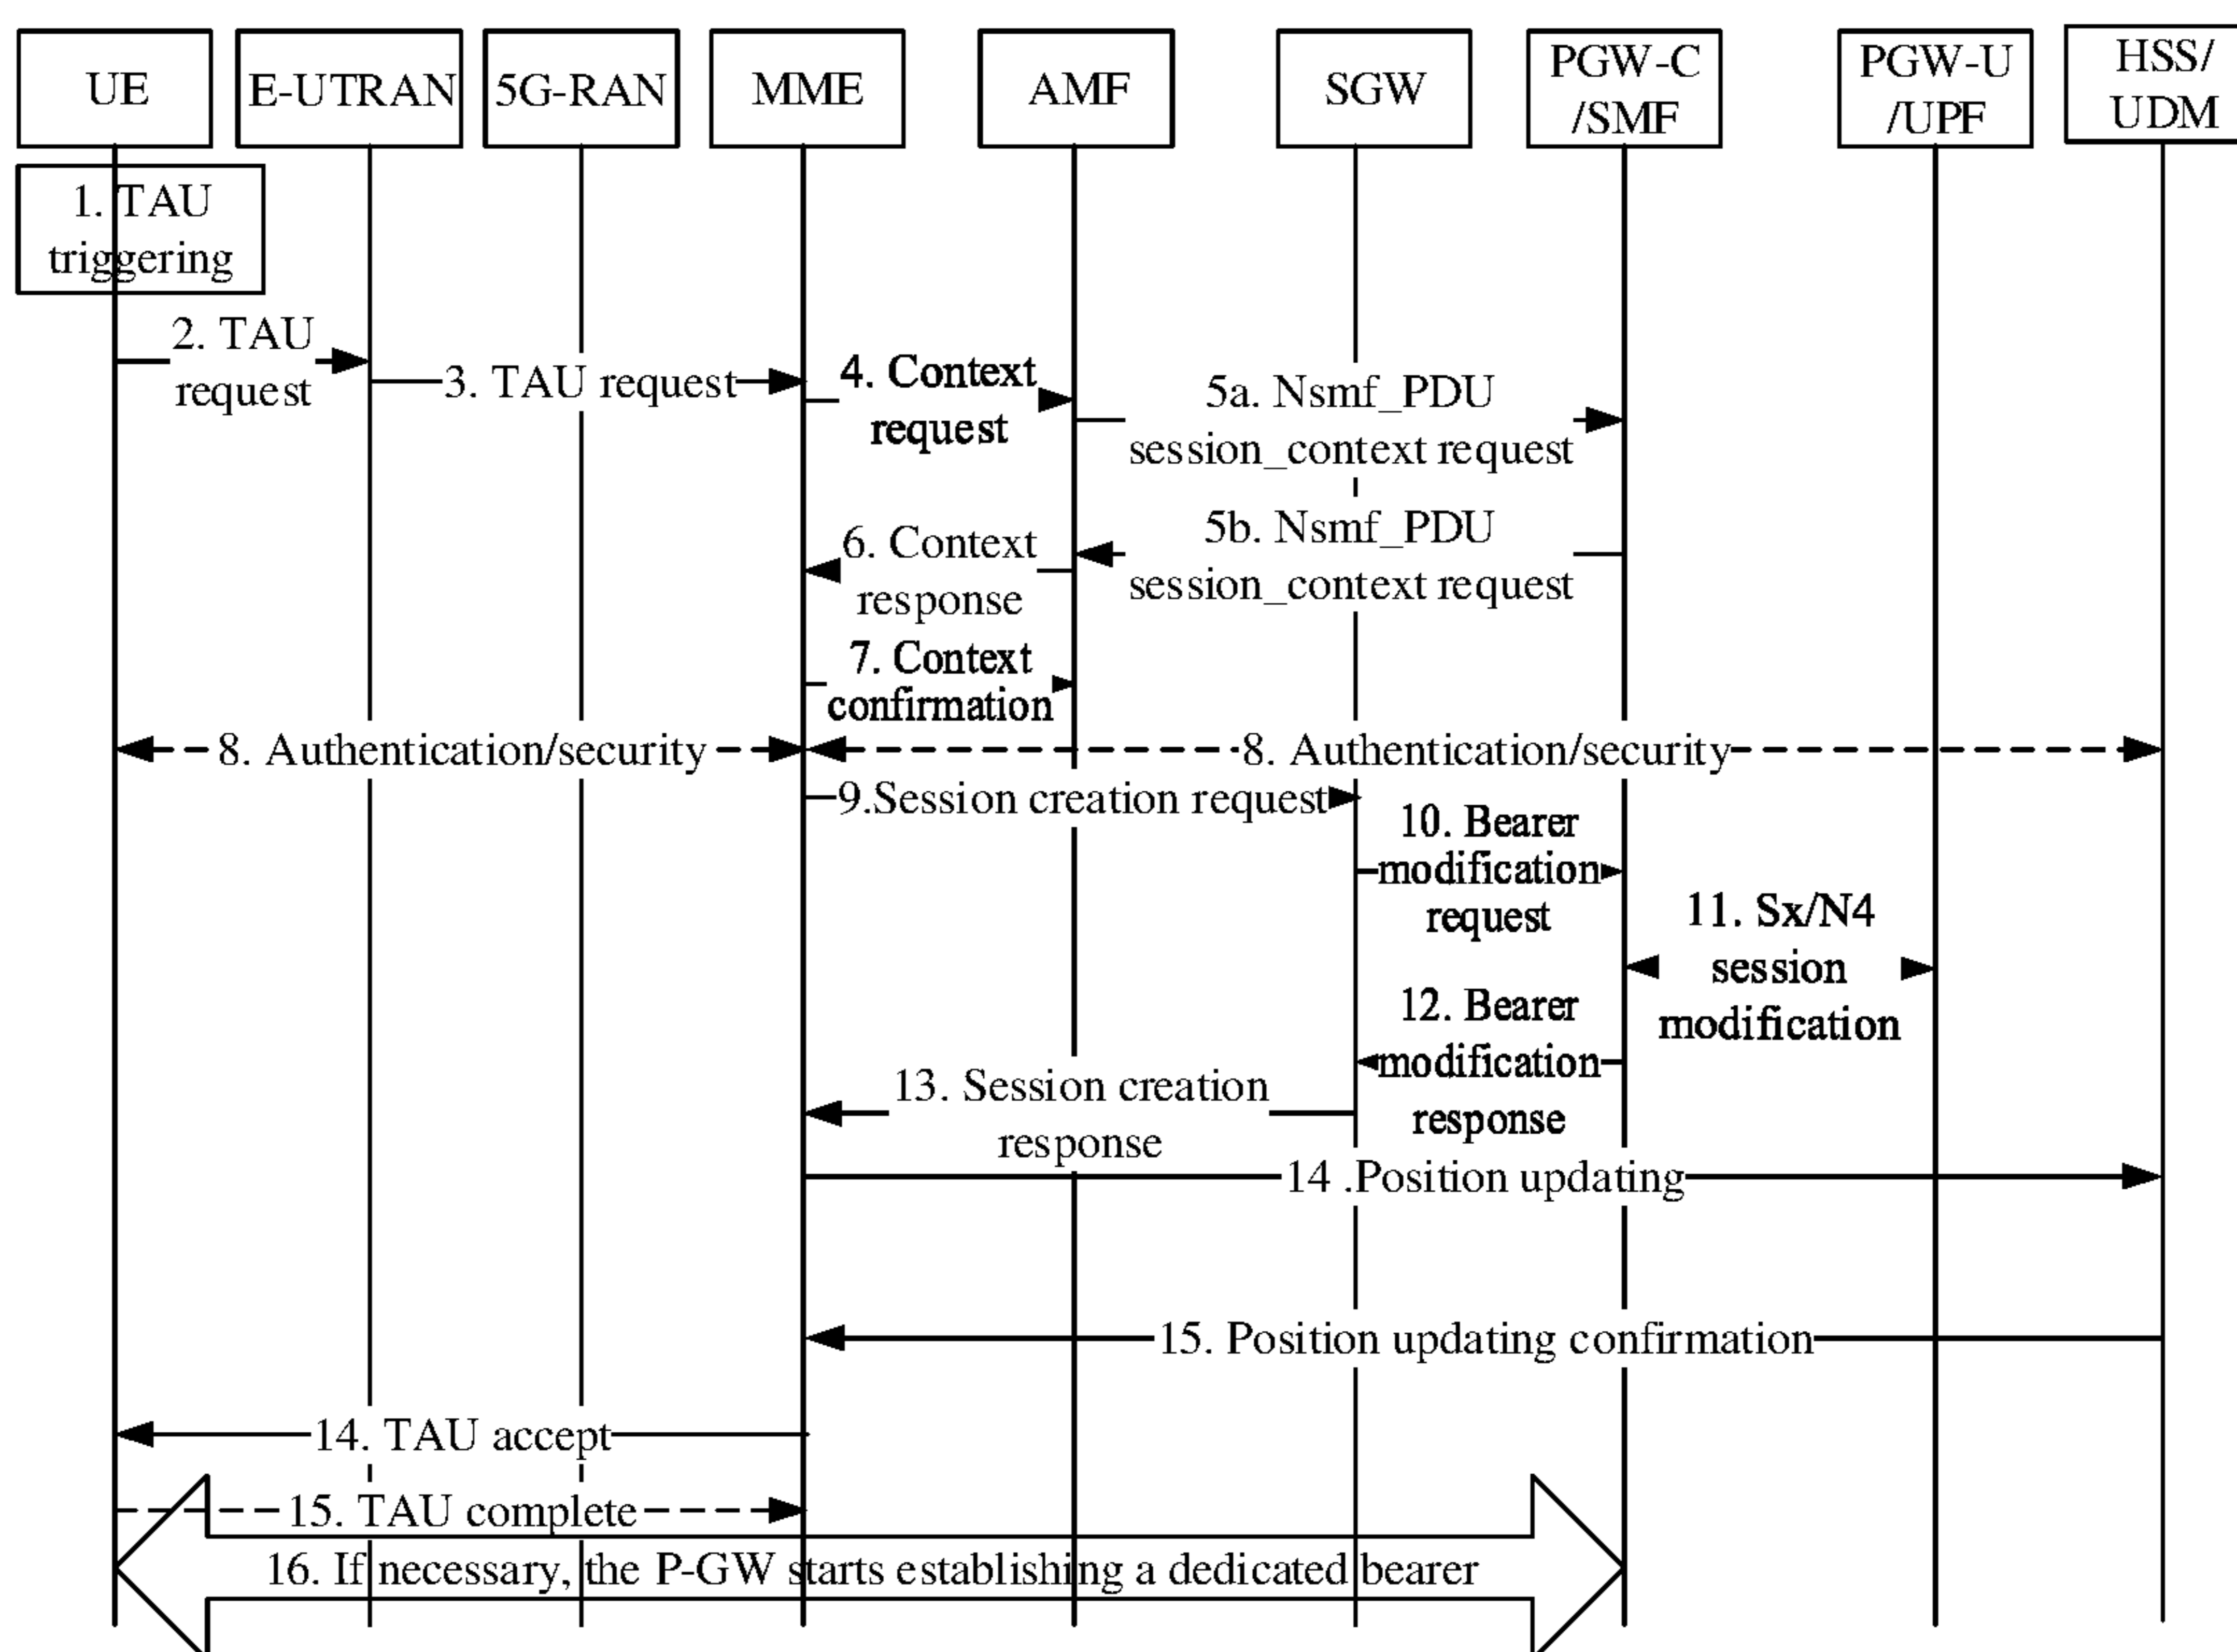 UE
E-UTRAN
5G-RAN
MME
AMF
SGW
PGW-C
/SMF
PGW-U
/UPF
HSS/
UDM
1. TAU
triggering
2. TAU
request
3. TAU request
4. Context
request
5a. Nsmf_PDU
session_context request
5b. Nsmf_PDU
session_context request
6. Context
response
7. Context
confirmation
8. Authentication/security
8. Authentication/security
9.Session creation request
10. Bearer
modification
request
11. Sx/N4
session
modification
12. Bearer
modification
response
13. Session creation
response
14 .Position updating
15. Position updating confirmation
14. TAU accept
15. TAU complete
16. If necessary, the P-GW starts establishing a dedicated bearer